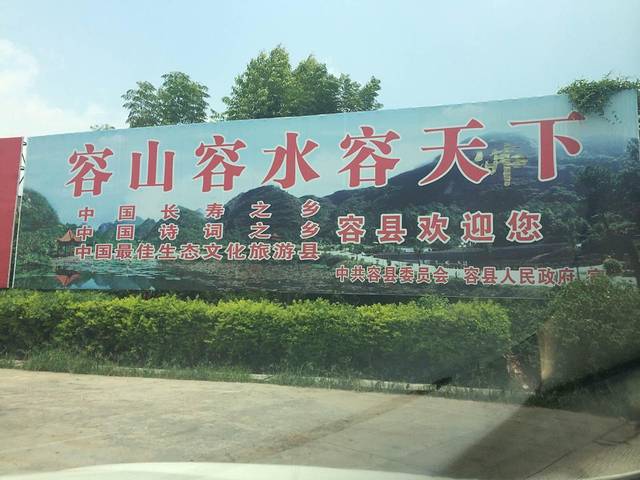 容山容水容天下
中国长寿之乡
中国诗词之乡
中国最佳生态文化旅游县
容县欢迎您
中共容县委员会 容县人民政府